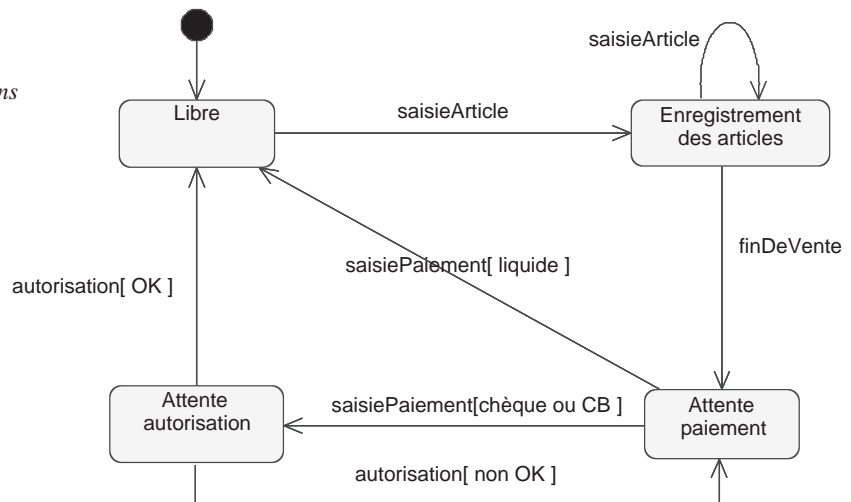 saisieArticle
ns
Libre
saisieArticle
Enregistrement
des articles
finDeVente
saisiePaiement[ liquide ]
autorisation[ OK ]
Attente
autorisation
saisiePaiement[chèque ou CB ]
Attente
paiement
autorisation[ non OK ]